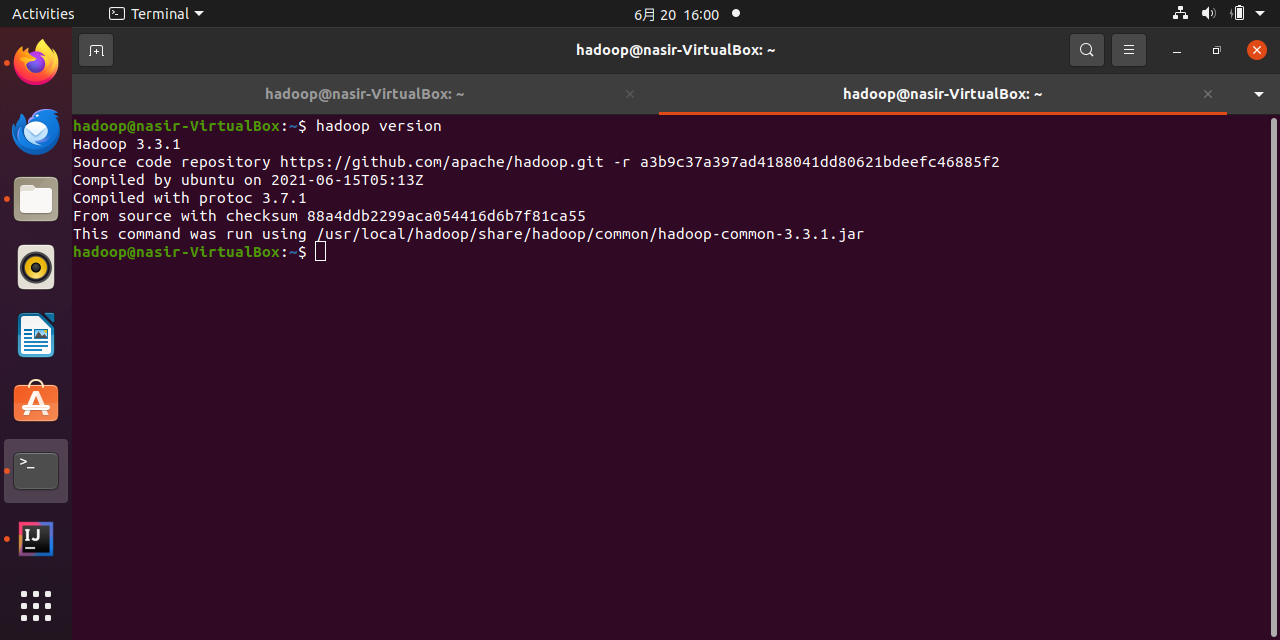 Activities
Terminal
6月 20 16:00
hadoop@nasir-VirtualBox: ~
hadoop@nasir-VirtualBox: ~
hadoop@nasir-VirtualBox: ~
hadoop@nasir-VirtualBox:~$ hadoop version
Hadoop 3.3.1
Source code repository https://github.com/apache/hadoop.git -r a3b9c37a397ad4188041dd80621bdeefc46885f2
Compiled by ubuntu on 2021-06-15T05:13Z
Compiled with protoc 3.7.1
From source with checksum 88a4ddb2299aca054416d6b7f81ca55
This command was run using /usr/local/hadoop/share/hadoop/common/hadoop-common-3.3.1.jar
hadoop@nasir-VirtualBox:~$
>_
IJ